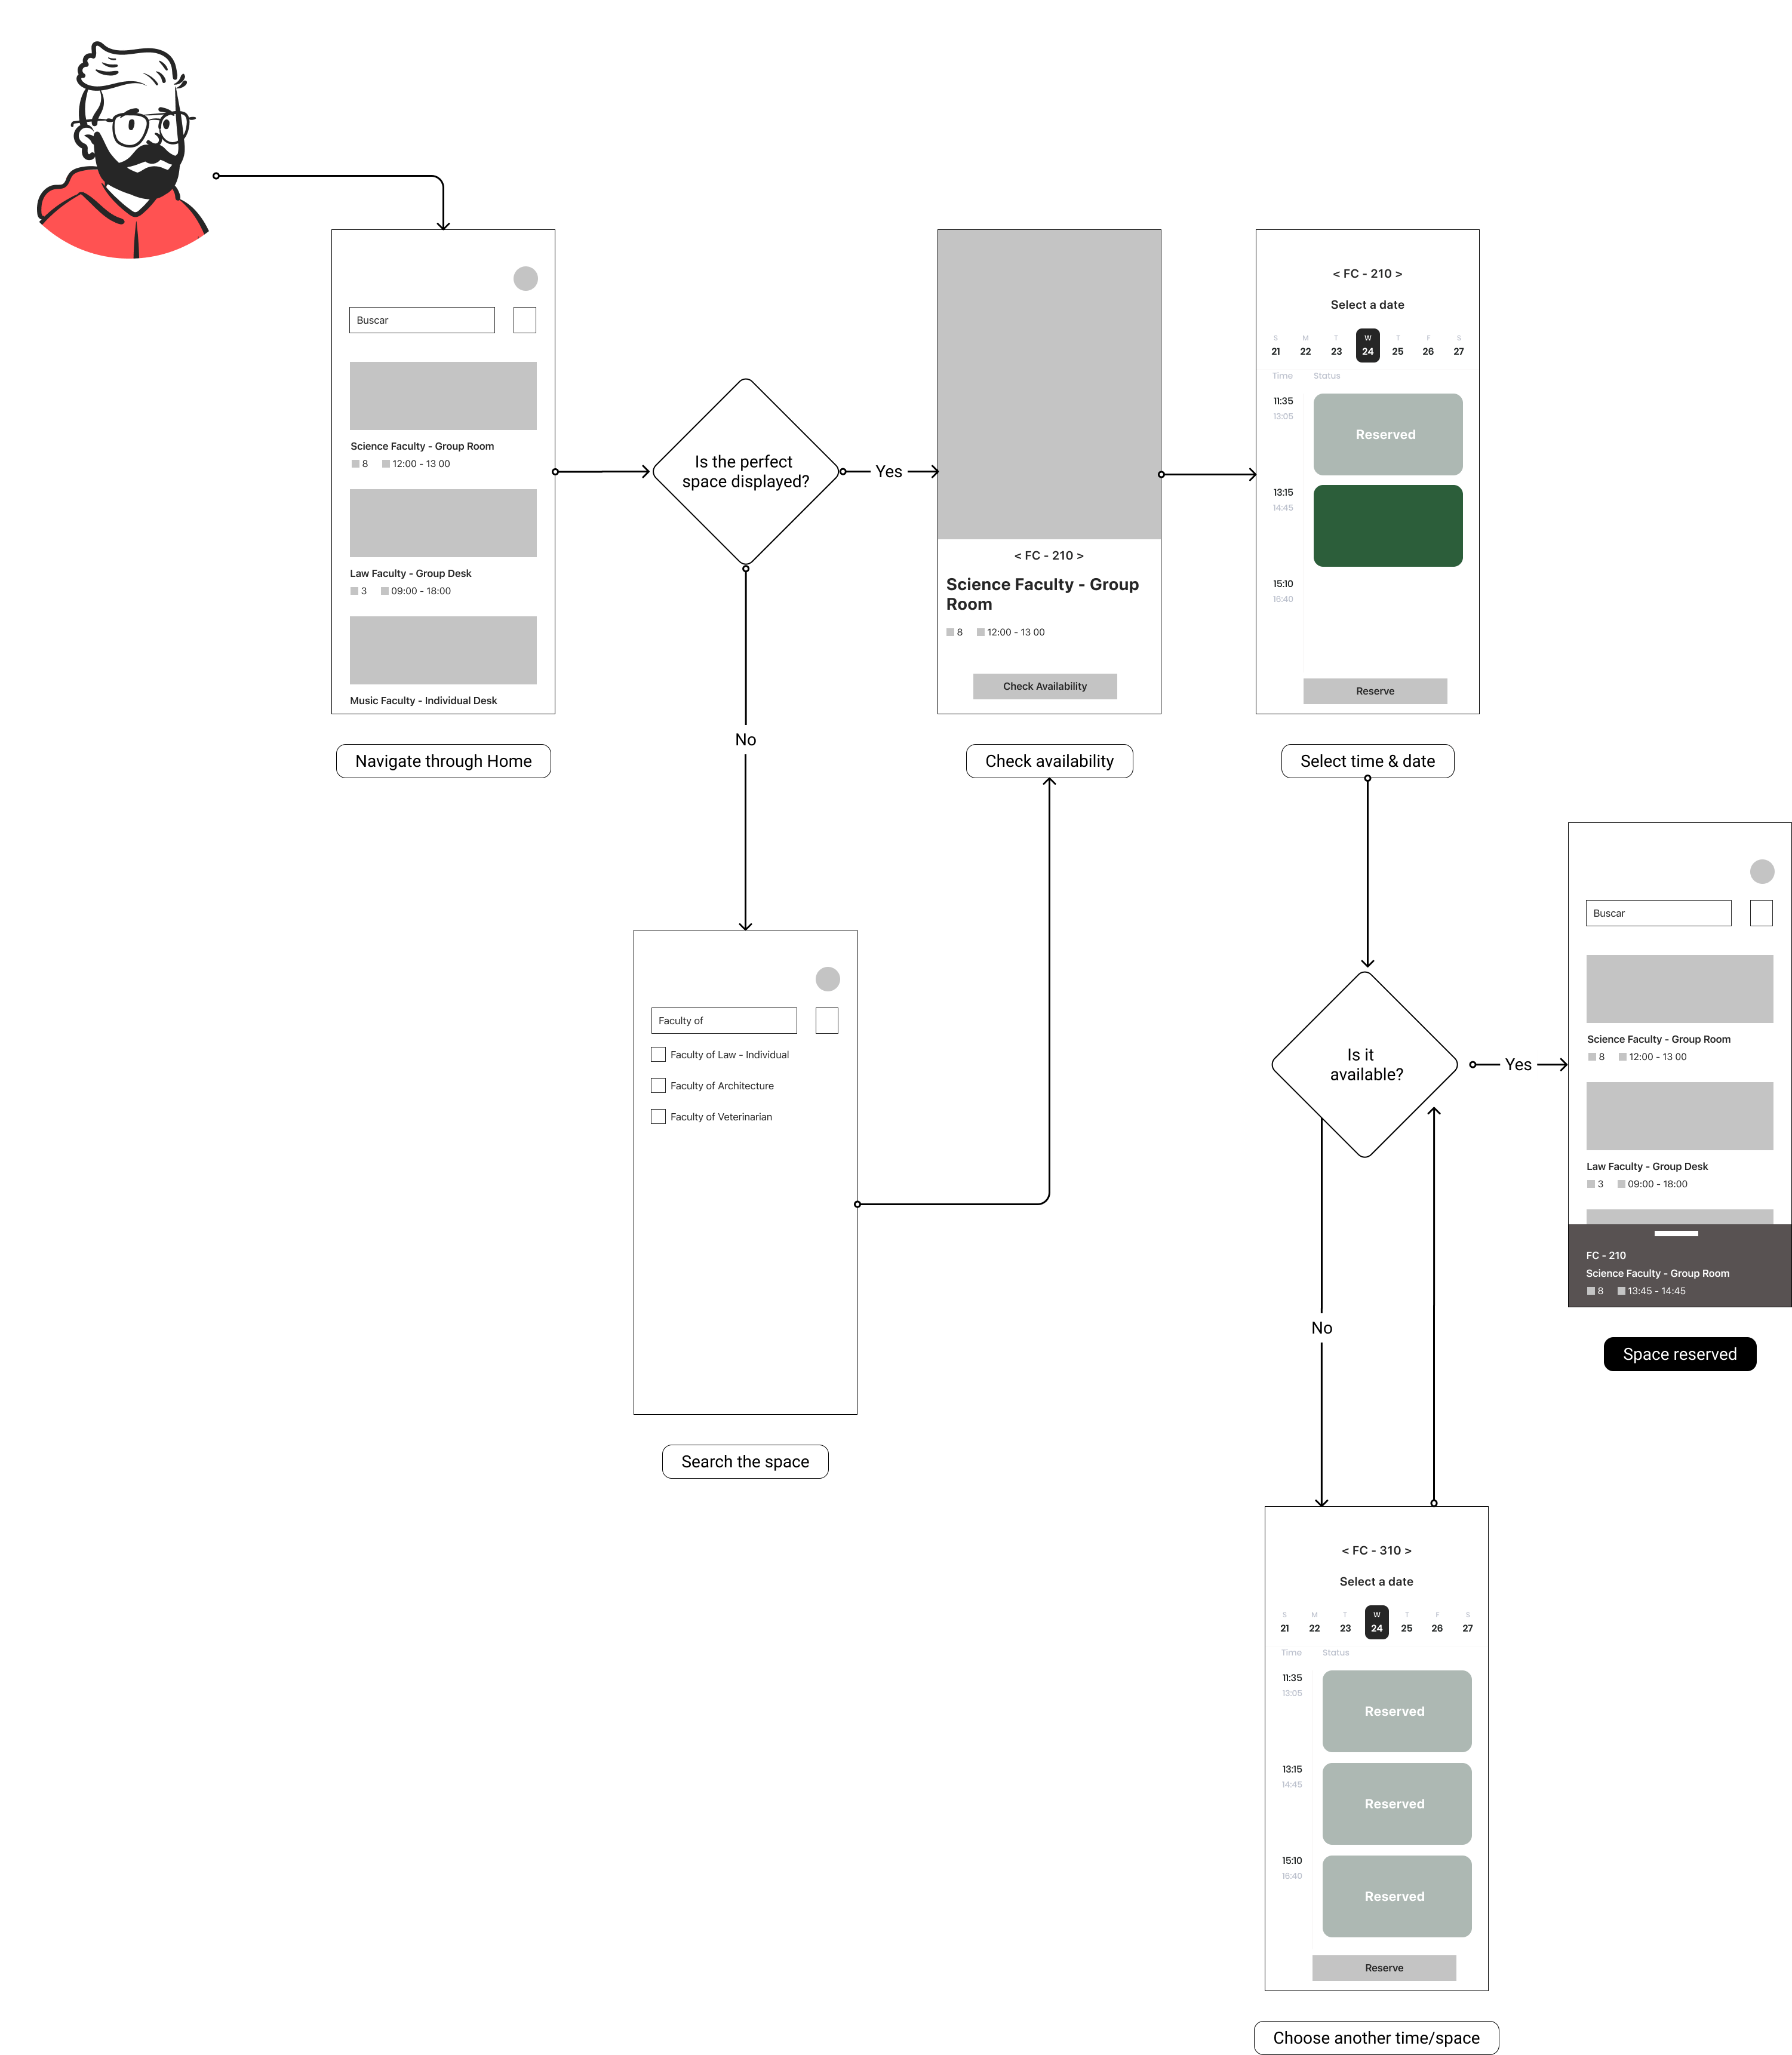 Buscar
Science Faculty - Group Room
8 12:00 - 13 00
Law Faculty - Group Desk
3 09:00 - 18:00
Music Faculty - Individual Desk
Navigate through Home
Is the perfect
space displayed?
Yes
No
< FC - 210 >
Science Faculty - Group
Room
8 12:00 - 13 00
Check Availability
Check availability
< FC - 210 >
Select a date
S M T W T F S
21 22 23 24 25 26 27
Time Status
11:35
13:05
Reserved
13:15
14:45
15:10
16:40
Reserve
Select time & date
Faculty of
Faculty of Law - Individual
Faculty of Architecture
Faculty of Veterinarian
Search the space
Is it
available?
Yes
No
Buscar
Science Faculty - Group Room
8 12:00 - 13 00
Law Faculty - Group Desk
3 09:00 - 18:00
FC - 210
Science Faculty - Group Room
8 13:45 - 14:45
Space reserved
< FC - 310 >
Select a date
S M T W T F S
21 22 23 24 25 26 27
Time Status
11:35
13:05
Reserved
13:15
14:45
Reserved
15:10
16:40
Reserved
Reserve
Choose another time/space